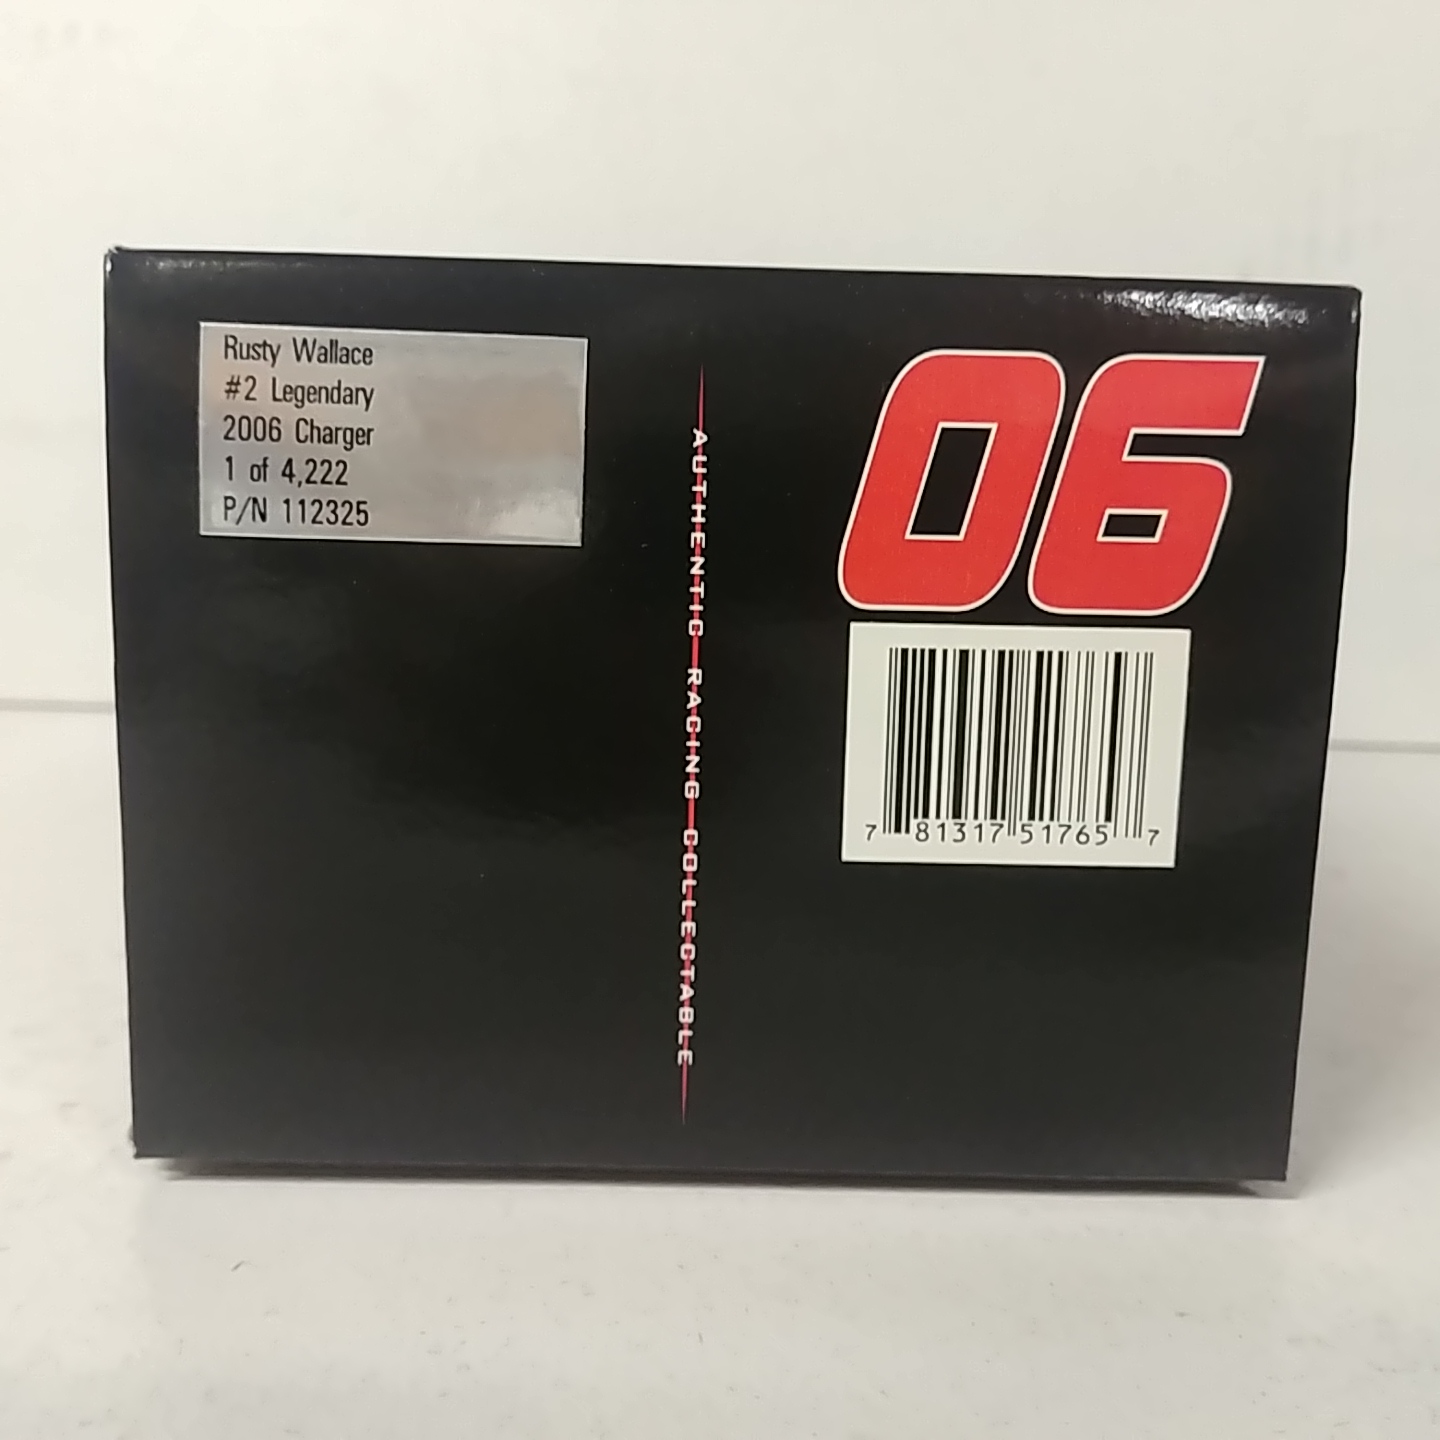 Rusty Wallace
#2 Legendary
2006 Charger
1 of 4,222
P/N 112325
AUTHENTIC RACING COLLECTABLE
06
7 81317 51765 7